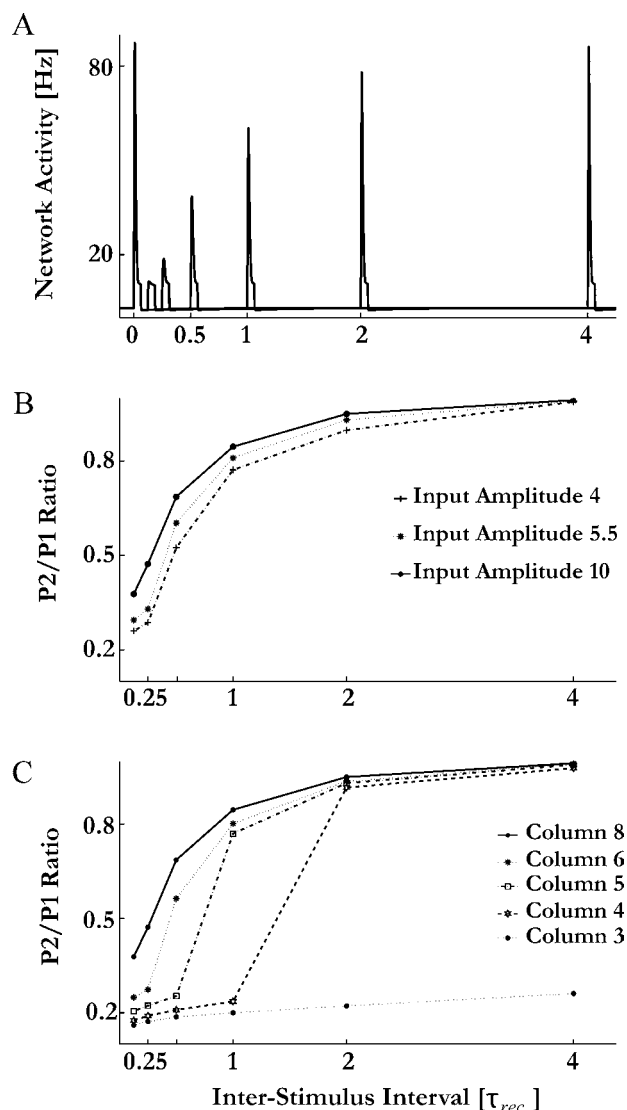 A
Network Activity [Hz]
80
20
0 0.5 1 2 4
B
P2/P1 Ratio
0.8
0.5
0.2
Input Amplitude 4
Input Amplitude 5.5
Input Amplitude 10
0.25 1 2 4
C
P2/P1 Ratio
0.8
0.5
0.2
Column 8
Column 6
Column 5
Column 4
Column 3
0.25 1 2 4
Inter-Stimulus Interval [τrec]